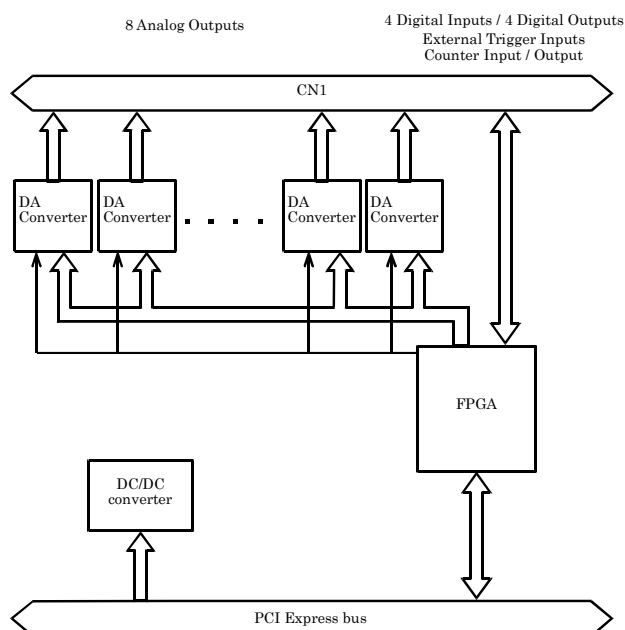 8 Analog Outputs
4 Digital Inputs / 4 Digital Outputs
External Trigger Inputs
Counter Input / Output
CN1
DA
Converter
DA
Converter
DA
Converter
DA
Converter
FPGA
DC/DC
converter
PCI Express bus